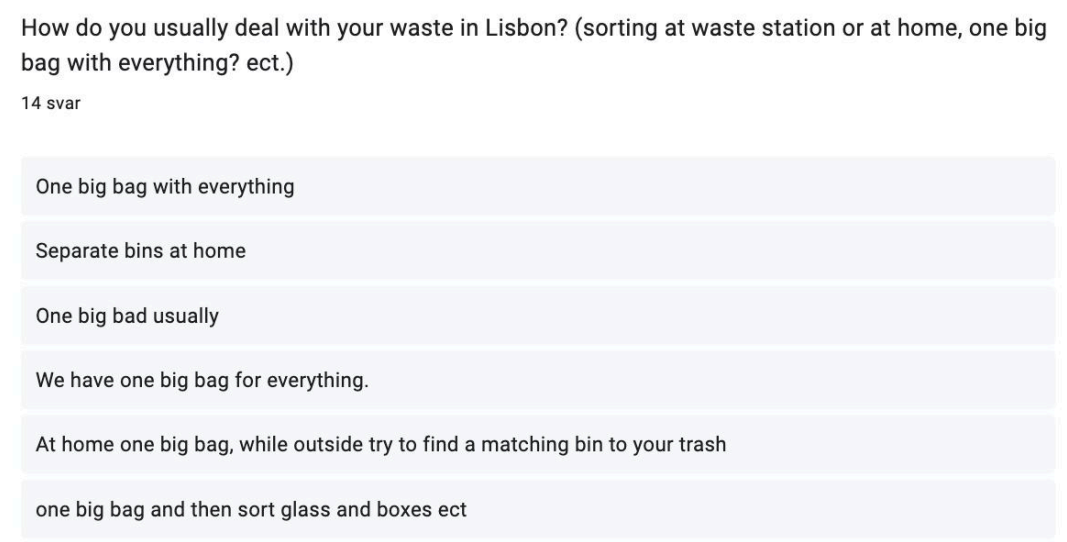 How do you usually deal with your waste in Lisbon? (sorting at waste station or at home, one big
bag with everything? ect.)
14 svar
One big bag with everything
Separate bins at home
One big bad usually
We have one big bag for everything.
At home one big bag, while outside try to find a matching bin to your trash
one big bag and then sort glass and boxes ect